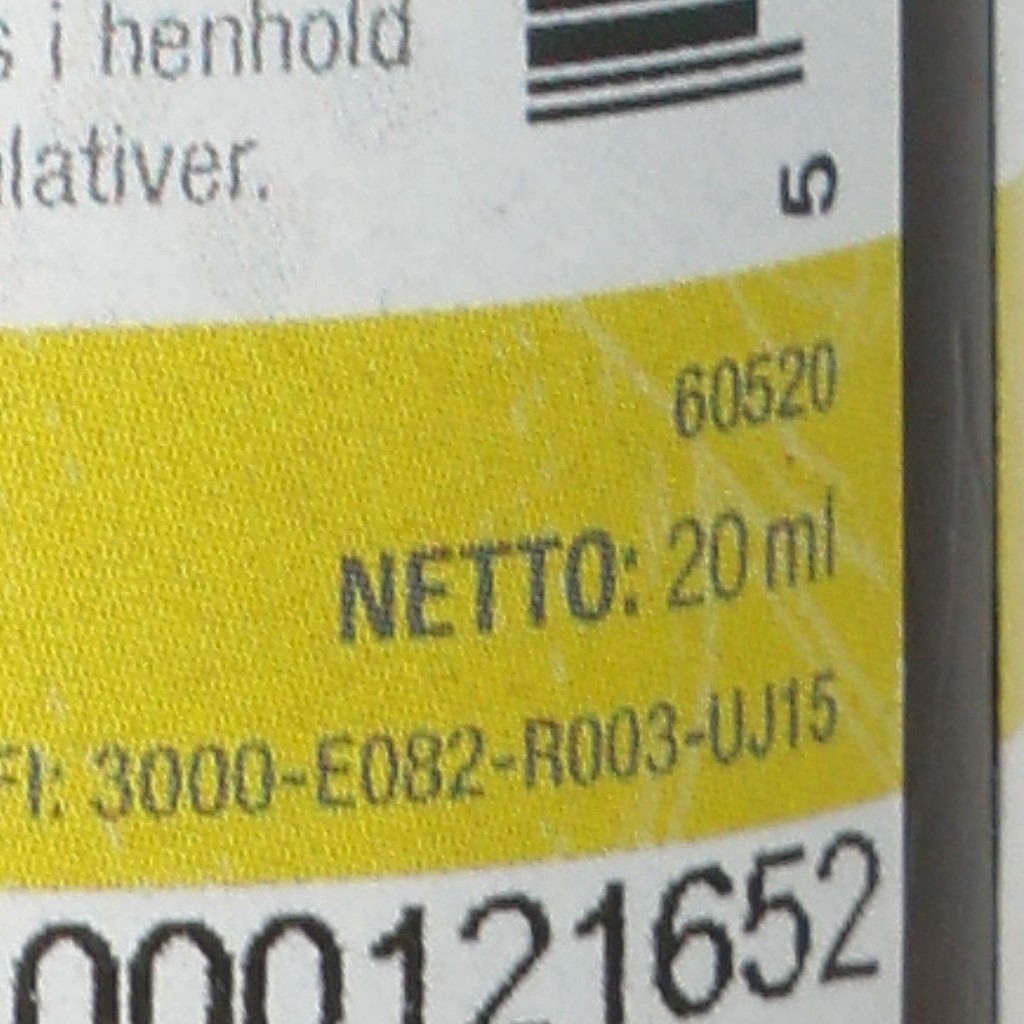 s i henhold
lativer.
5
60520
NETTO: 20 ml
FI: 3000-E082-R003-UJ15
000121652